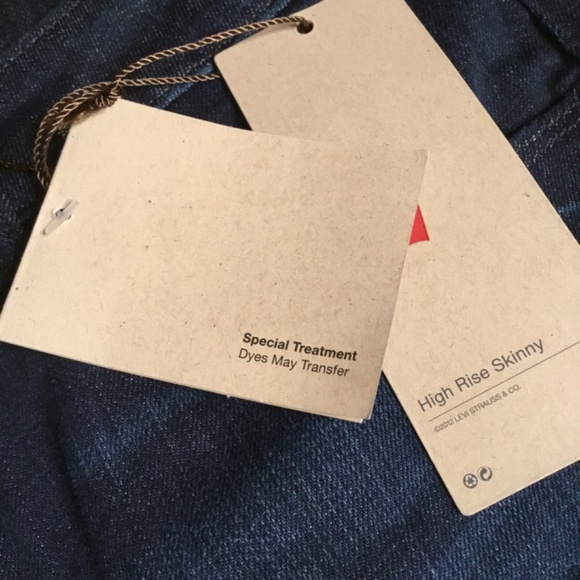 Special Treatment
Dyes May Transfer
High Rise Skinny
©2012 LEVI STRAUSS & CO.